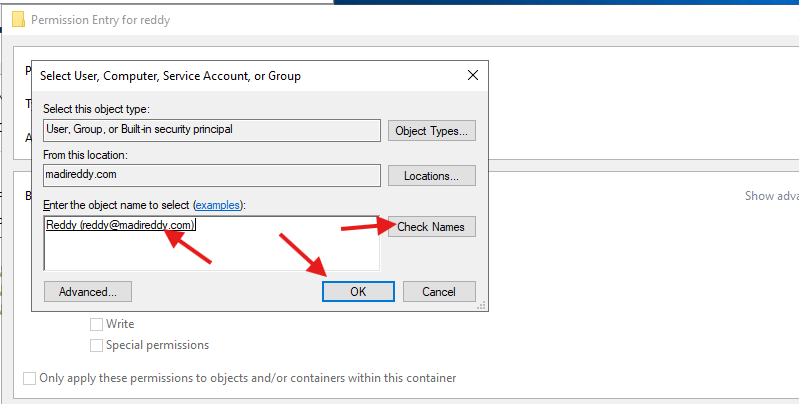 Permission Entry for reddy
Select User, Computer, Service Account, or Group
Select this object type:
User, Group, or Built-in security principal
Object Types...
From this location:
madireddy.com
Locations...
Enter the object name to select (examples):
Reddy (reddy@madireddy.com)
Check Names
Advanced...
OK
Cancel
Show adva
Write
Special permissions
Only apply these permissions to objects and/or containers within this container